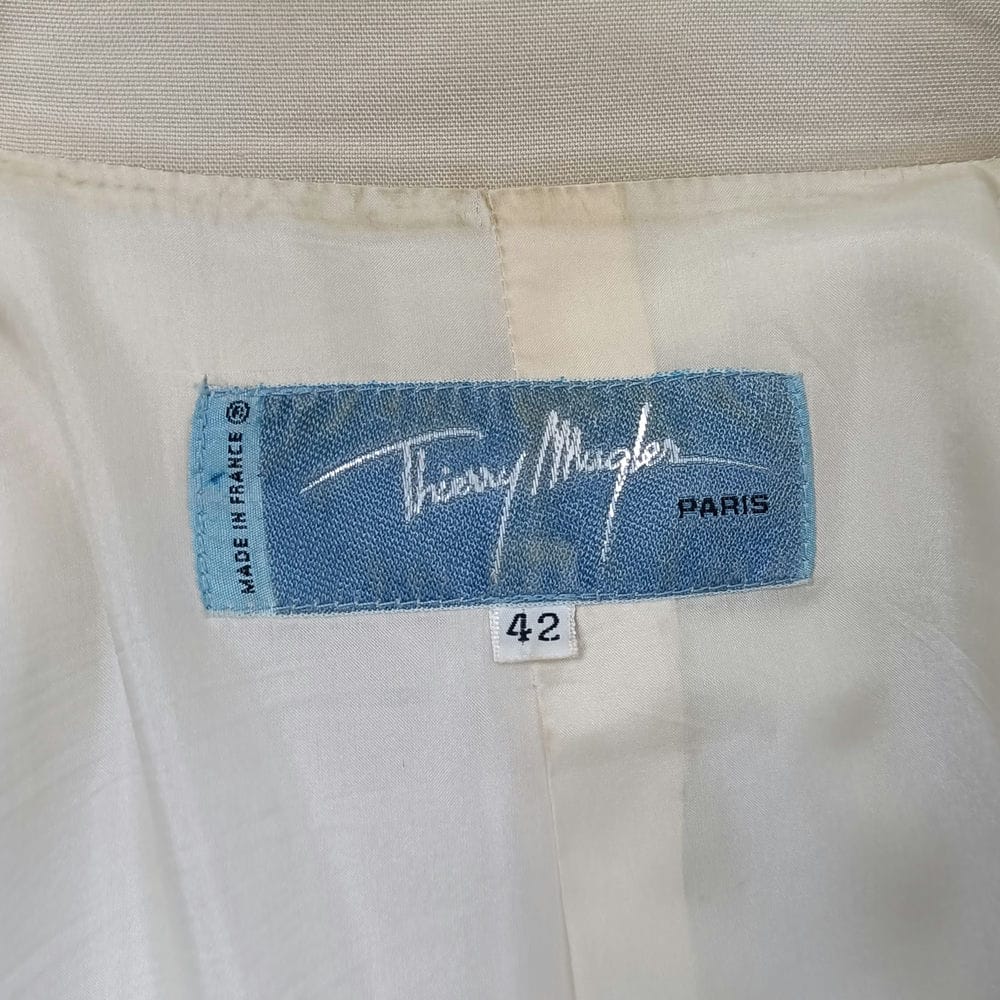 MADE IN FRANCE ®
Thierry Mugler
PARIS
42